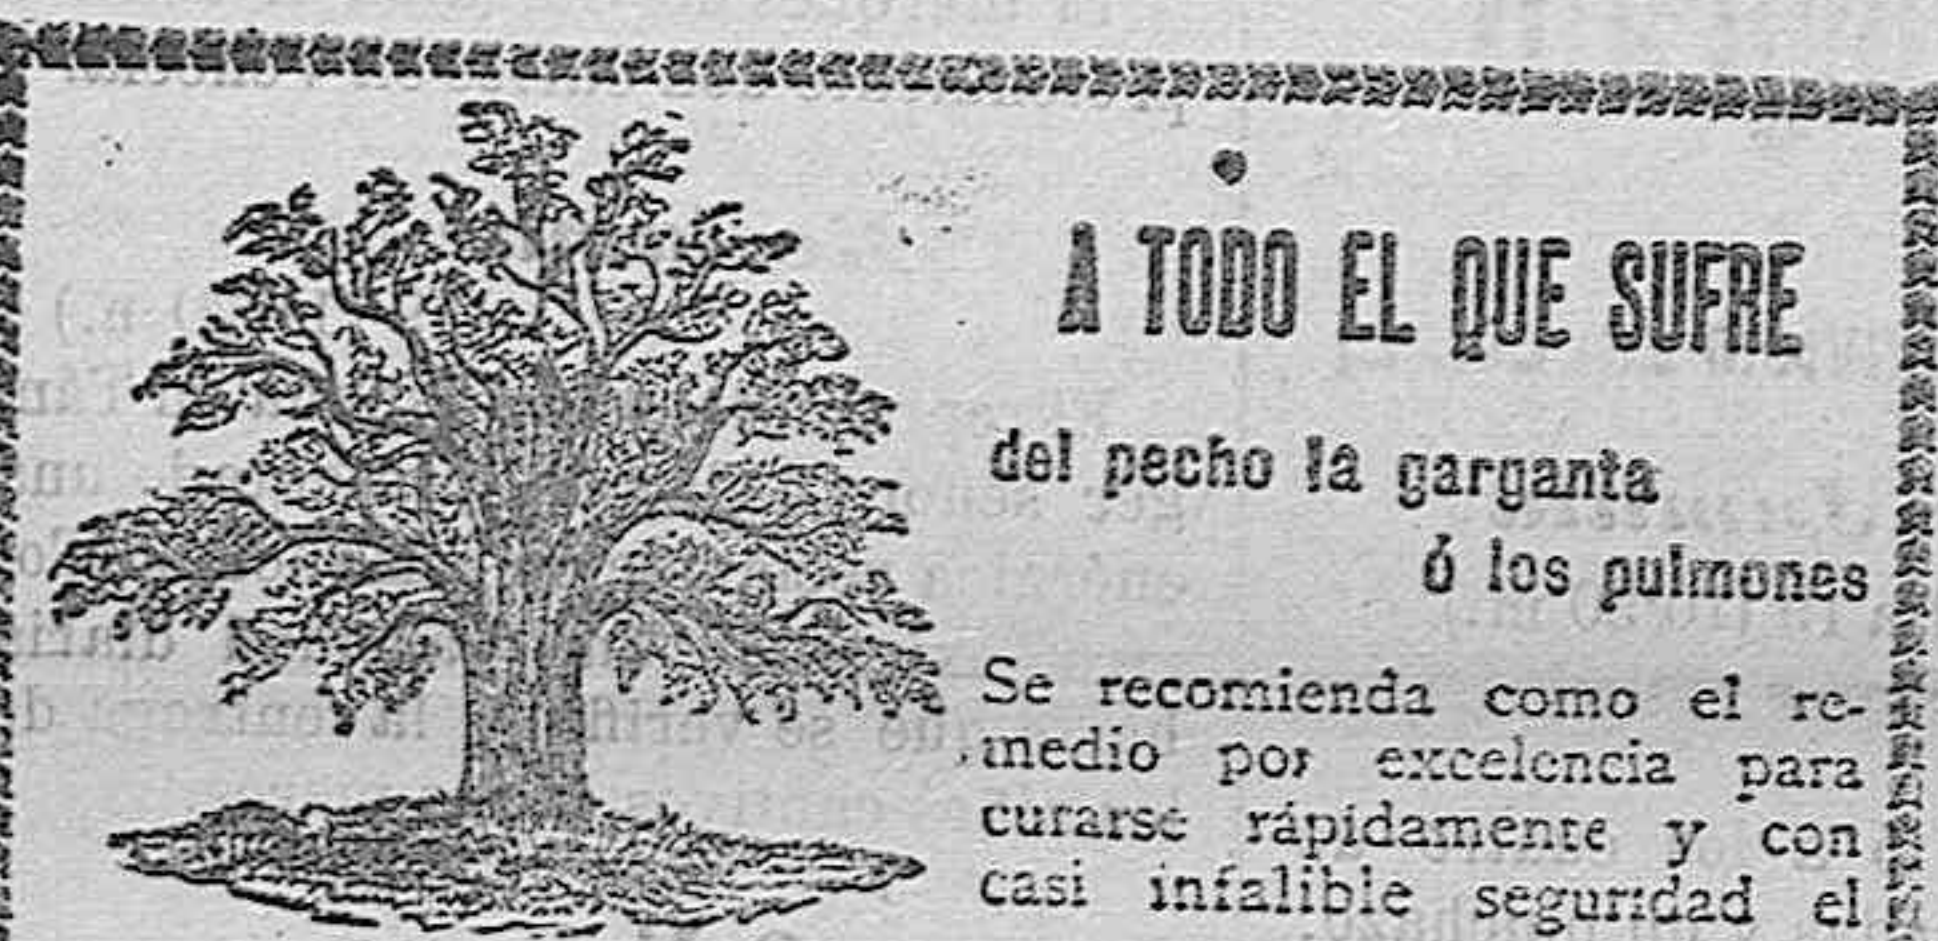 A TODO EL QUE SUFRE
del pecho la garganta
ó los pulmones
Se recomienda como el re-
medio por excelencia para
curarse rápidamente y con
casi infalible seguridad el